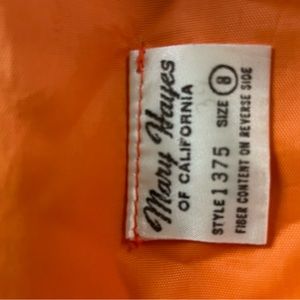 Mary Hayes
OF CALIFORNIA
STYLE 1375 SIZE 8
FIBER CONTENT ON REVERSE SIDE